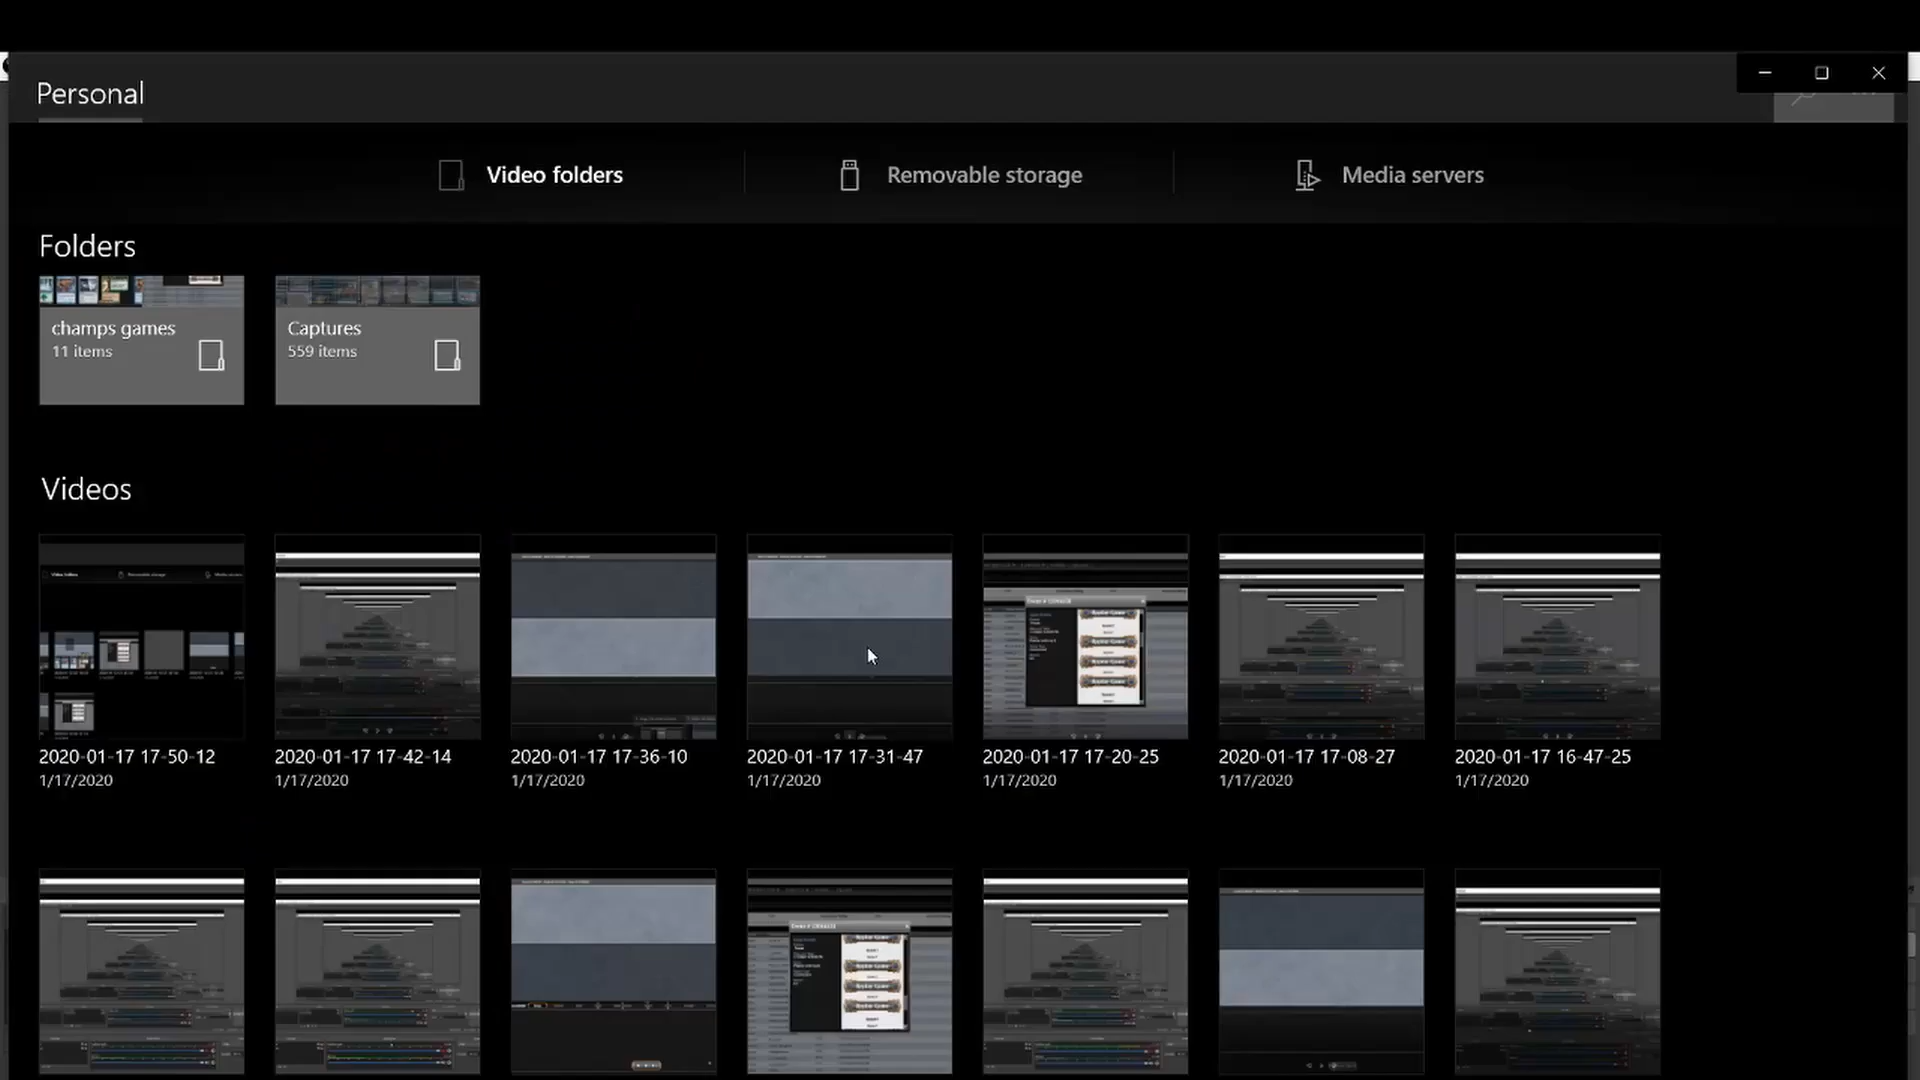 Personal
Video folders
Removable storage
Media servers
Folders
champs games
11 items
Captures
559 items
Videos
2020-01-17 17-50-12
1/17/2020
2020-01-17 17-42-14
1/17/2020
2020-01-17 17-36-10
1/17/2020
2020-01-17 17-31-47
1/17/2020
2020-01-17 17-20-25
1/17/2020
2020-01-17 17-08-27
1/17/2020
2020-01-17 16-47-25
1/17/2020